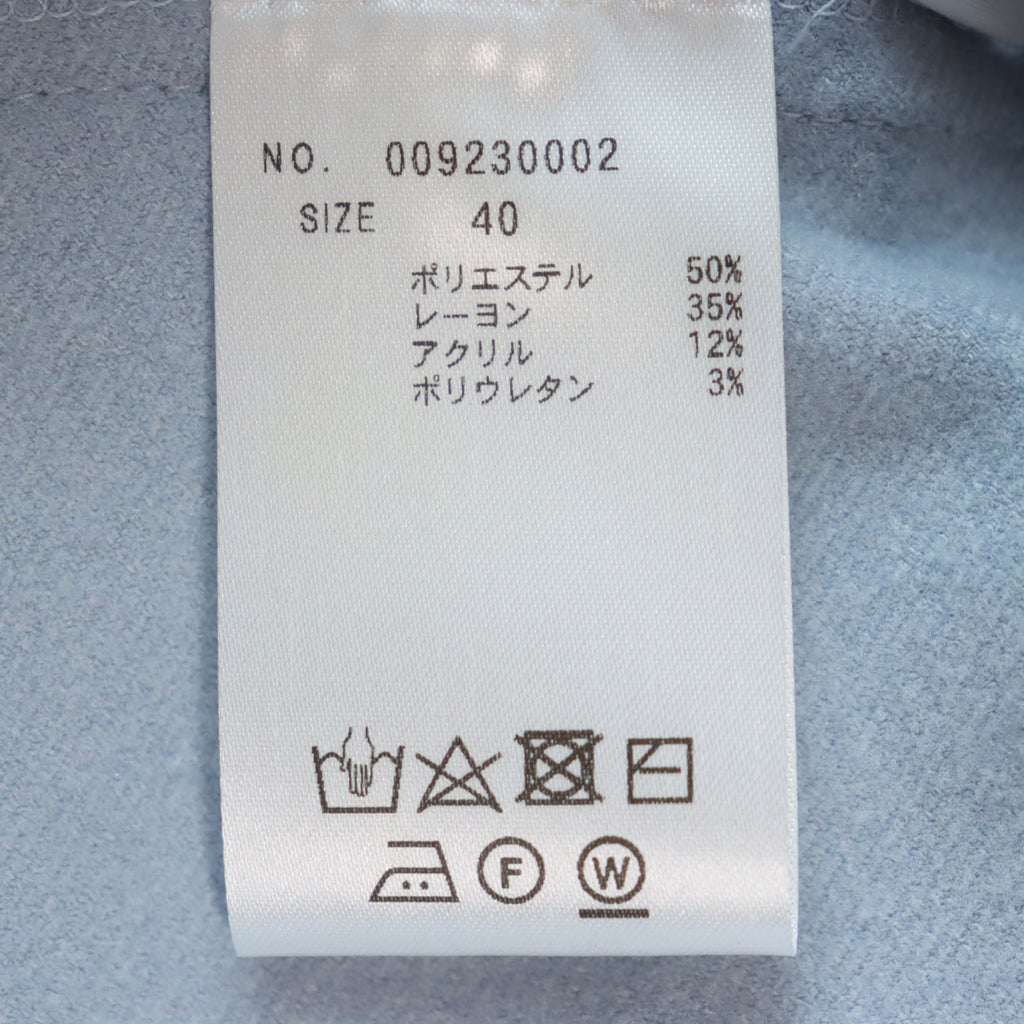 NO. 009230002
SIZE 40
ポリエステル 50%
レーヨン 35%
アクリル 12%
ポリウレタン 3%
F W